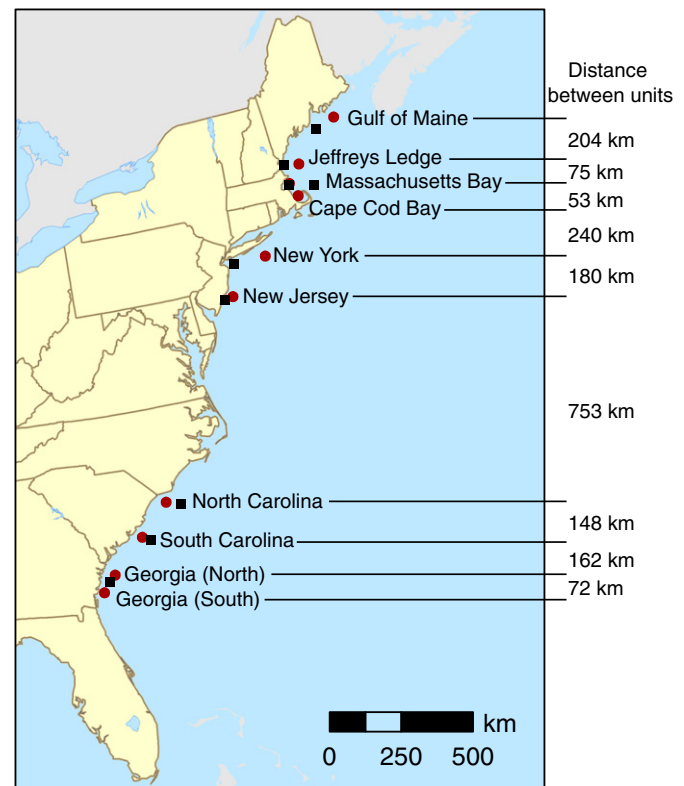 Distance
between units
Gulf of Maine
204 km
Jeffreys Ledge
75 km
Massachusetts Bay
53 km
Cape Cod Bay
240 km
New York
180 km
New Jersey
753 km
North Carolina
148 km
South Carolina
162 km
Georgia (North)
72 km
Georgia (South)
km
0 250 500